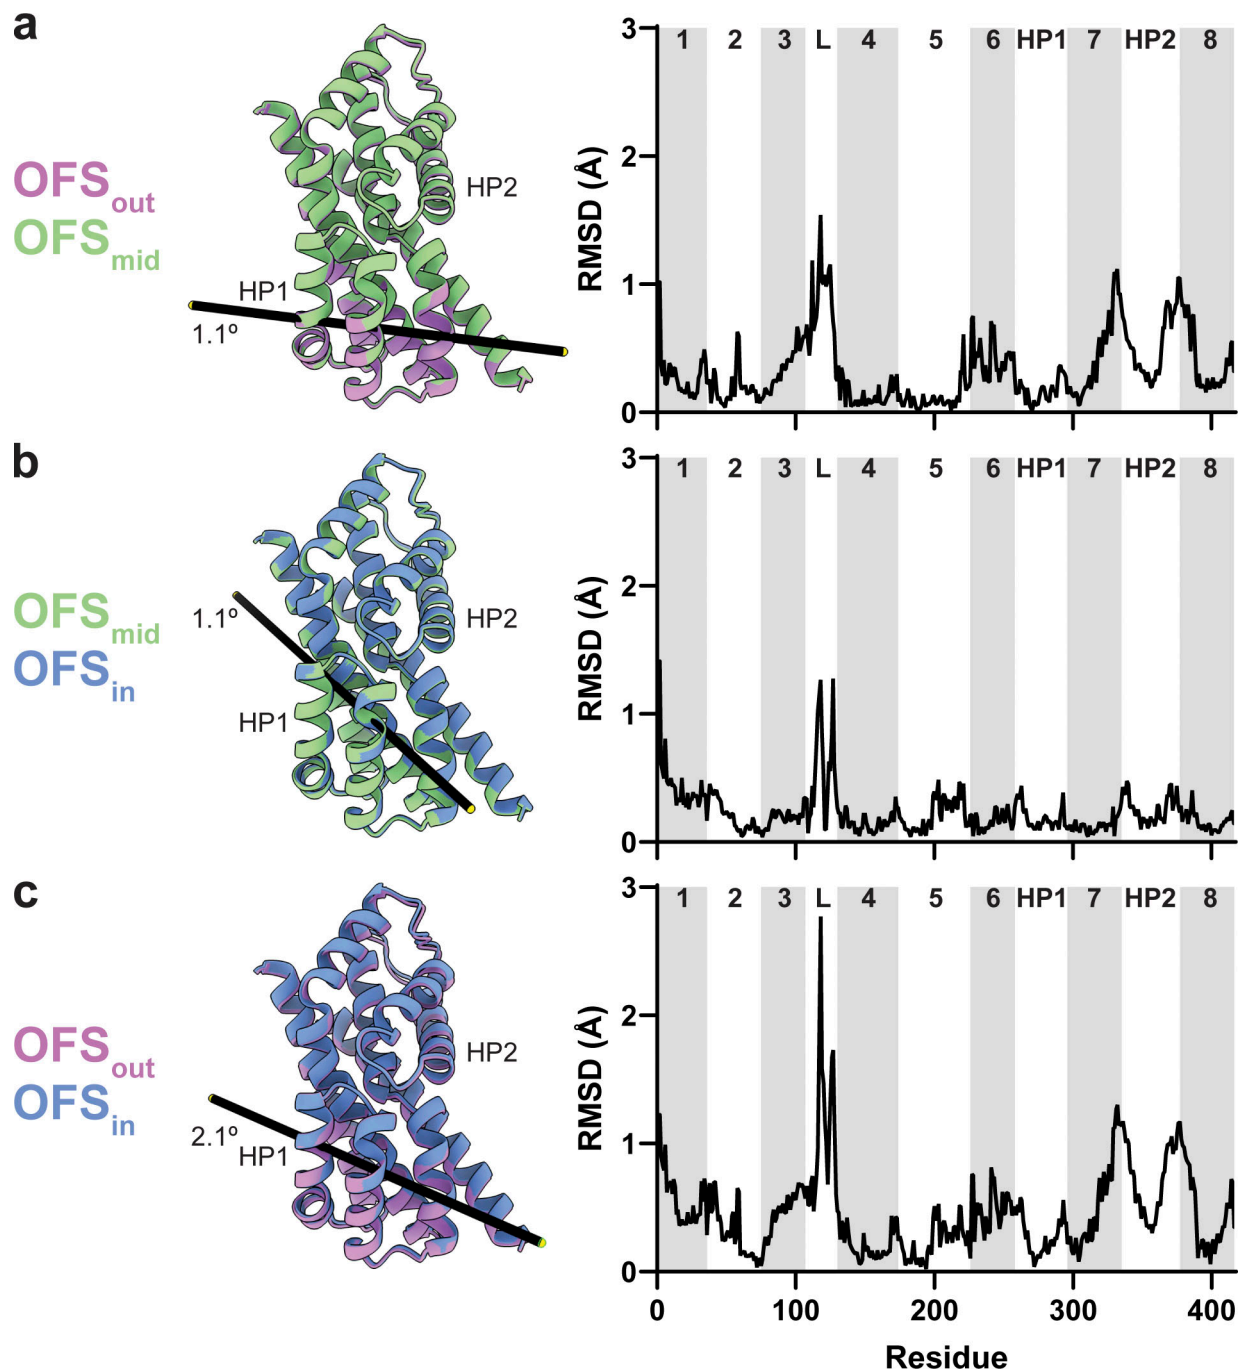 a
OFSout
OFSmid
HP2
HP1
1.1º
RMSD (Å)
3
2
1
0
1 2 3 L 4 5 6 HP1 7 HP2 8
b
OFSmid
OFSin
1.1º
HP2
HP1
RMSD (Å)
3
2
1
0
1 2 3 L 4 5 6 HP1 7 HP2 8
c
OFSout
OFSin
HP2
2.1º
HP1
RMSD (Å)
3
2
1
0
1 2 3 L 4 5 6 HP1 7 HP2 8
0 100 200 300 400
Residue